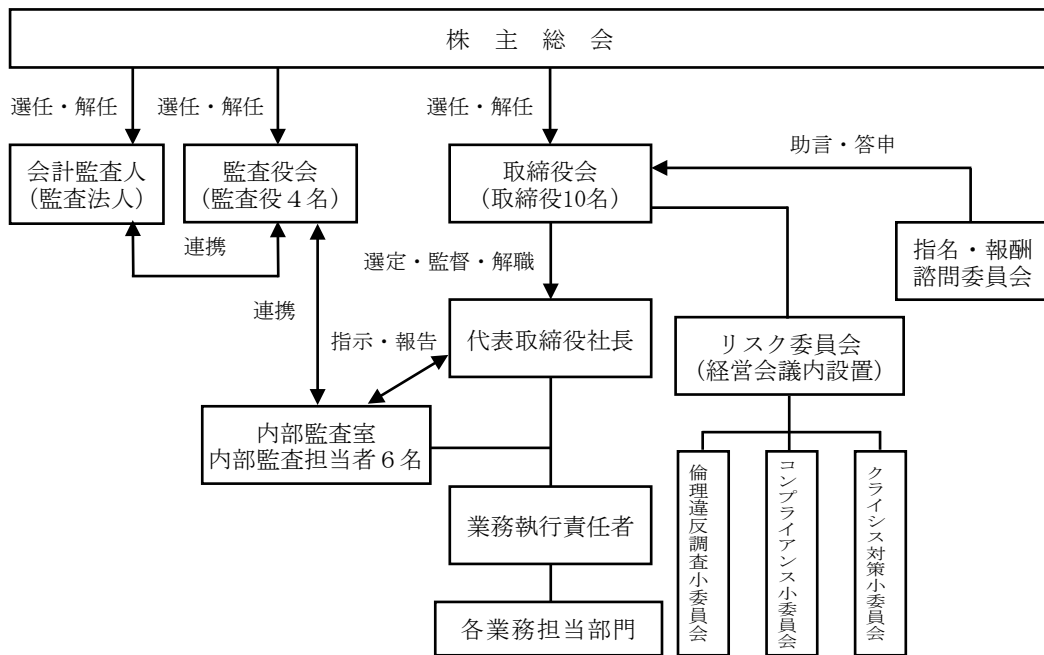 株 主 総 会
選任・解任
選任・解任
選任・解任
会計監査人
（監査法人）
監査役会
（監査役４名）
取締役会
（取締役10名）
助言・答申
連携
選定・監督・解職
指名・報酬
諮問委員会
連携
指示・報告
代表取締役社長
リスク委員会
（経営会議内設置）
内部監査室
内部監査担当者６名
業務執行責任者
倫理違反調査小委員会
コンプライアンス小委員会
クライシス対策小委員会
各業務担当部門